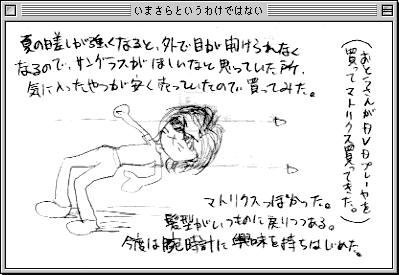 いまさらというわけではない
夏の日差しが強くなると、外で目が開けられなく
なるので、サングラスがほしいなと思っていた所、
気に入ったやつが安く売っていたので買ってみた。
(おとうさんがDVDプレーヤを
買ってマトリクス買ってきた。)
マトリクスっぽかった。
髪型がいつものに戻りつつある。
今度は腕時計に興味を持ちはじめた。